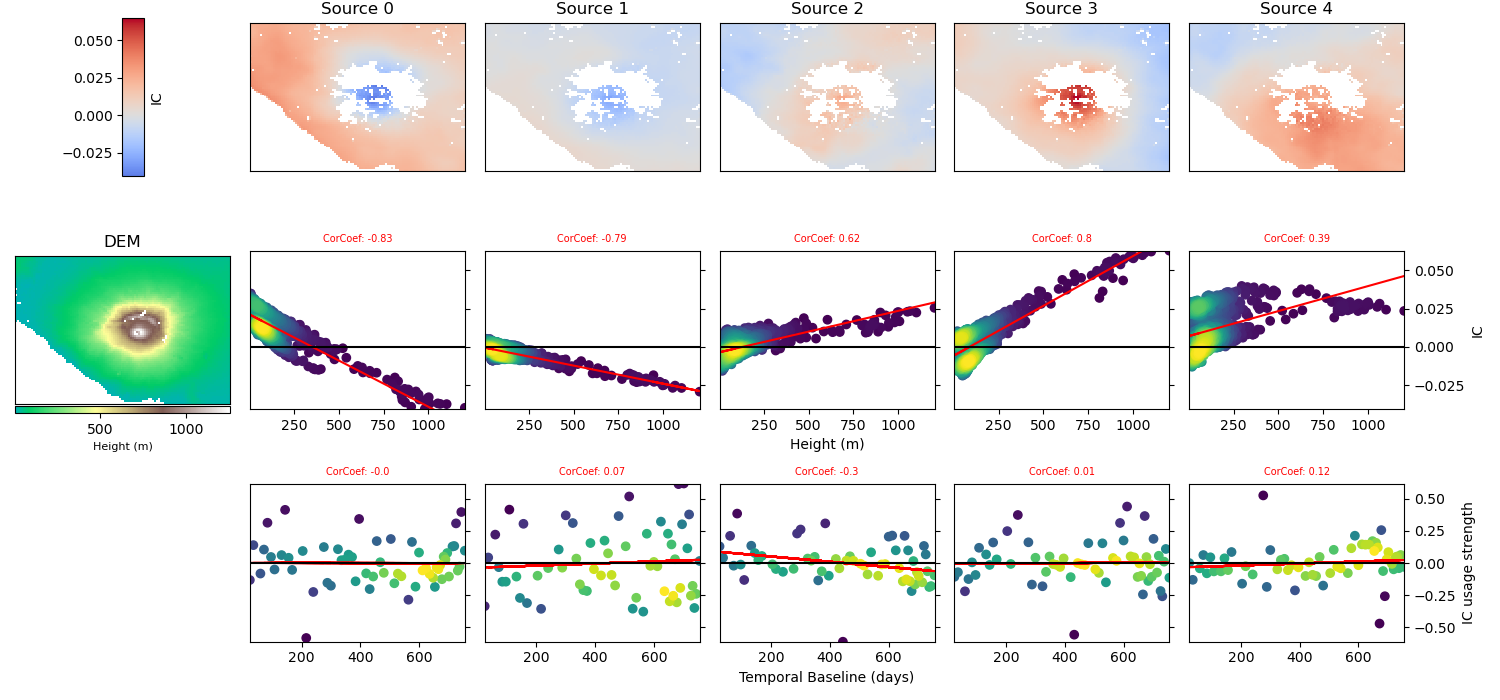 Source 0 Source 1 Source 2 Source 3 Source 4
0.050
0.025
0.000
−0.025
IC
DEM
500 1000
Height (m)
CorCoef: -0.83 CorCoef: -0.79 CorCoef: 0.62 CorCoef: 0.8 CorCoef: 0.39
0.050
0.025
0.000
−0.025
IC
250 500 750 1000 250 500 750 1000 250 500 750 1000 250 500 750 1000 250 500 750 1000
Height (m)
CorCoef: -0.0 CorCoef: 0.07 CorCoef: -0.3 CorCoef: 0.01 CorCoef: 0.12
0.50
0.25
0.00
−0.25
−0.50
IC usage strength
200 400 600 200 400 600 200 400 600 200 400 600 200 400 600
Temporal Baseline (days)